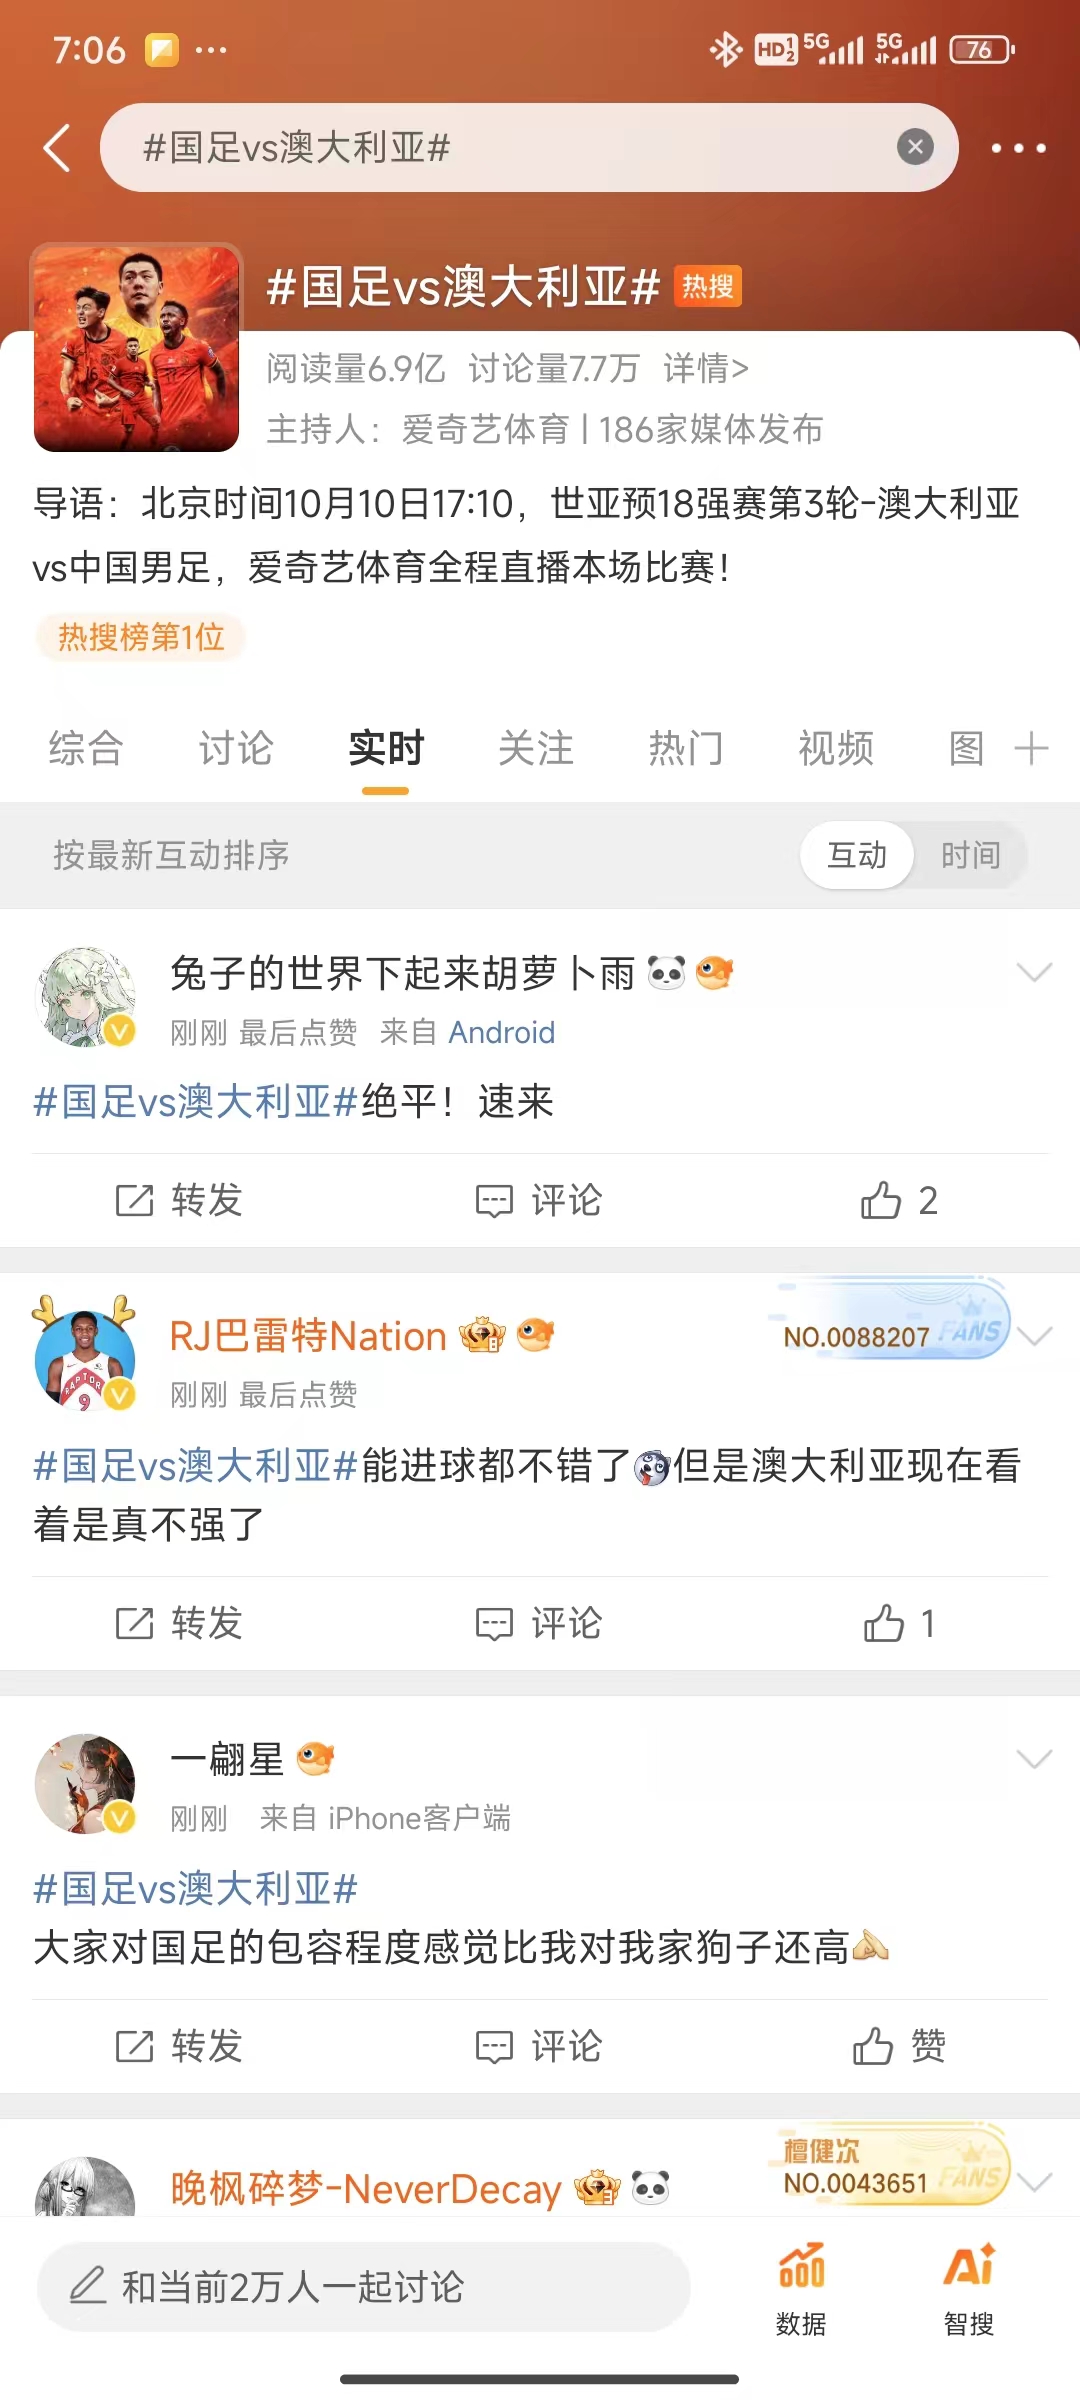 7:06
HD 1 2 5G 5G 76
#国足vs澳大利亚#
#国足vs澳大利亚# 热搜
阅读量6.9亿 讨论量7.7万 详情>
主持人：爱奇艺体育 | 186家媒体发布
导语：北京时间10月10日17:10，世亚预18强赛第3轮-澳大利亚
vs中国男足，爱奇艺体育全程直播本场比赛！
热搜榜第1位
综合 讨论 实时 关注 热门 视频 图
按最新互动排序 互动 时间
兔子的世界下起来胡萝卜雨
刚刚 最后点赞 来自 Android
#国足vs澳大利亚#绝平！速来
转发 评论 2
RJ巴雷特Nation NO.0088207 FANS
刚刚 最后点赞
#国足vs澳大利亚#能进球都不错了但是澳大利亚现在看
着是真不强了
转发 评论 1
一翩星
刚刚 来自 iPhone客户端
#国足vs澳大利亚#
大家对国足的包容程度感觉比我对我家狗子还高
转发 评论 赞
檀健次
晚枫碎梦-NeverDecay NO.0043651 FANS
和当前2万人一起讨论
数据
Ai
智搜